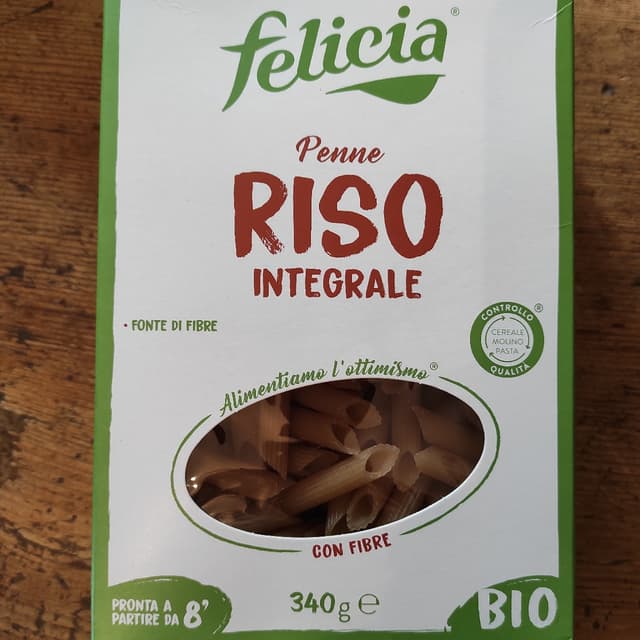 felicia®
Penne
RISO
INTEGRALE
• FONTE DI FIBRE
CONTROLLO ®
CEREALE
MOLINO
PASTA
QUALITÀ
Alimentiamo l'ottimismo®
CON FIBRE
PRONTA A
PARTIRE DA 8'
340g e
BIO